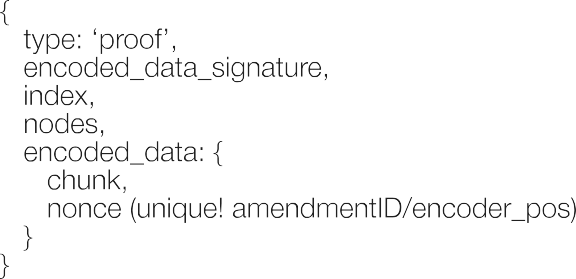 {
type: ‘proof’,
encoded_data_signature,
index,
nodes,
encoded_data: {
chunk,
nonce (unique! amendmentID/encoder_pos)
}
}